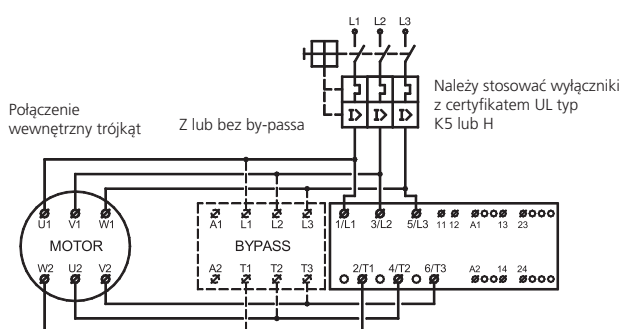 L1 L2 L3
Należy stosować wyłączniki
z certyfikatem UL typ
K5 lub H
Połączenie
wewnętrzny trójkąt
Z lub bez by-passa
I> I> I>
U1 V1 W1
MOTOR
W2 U2 V2
A1 L1 L2 L3
BYPASS
A2 T1 T2 T3
1/L1 3/L2 5/L3 11 12 A1 13 23
2/T1 4/T2 6/T3 A2 14 24